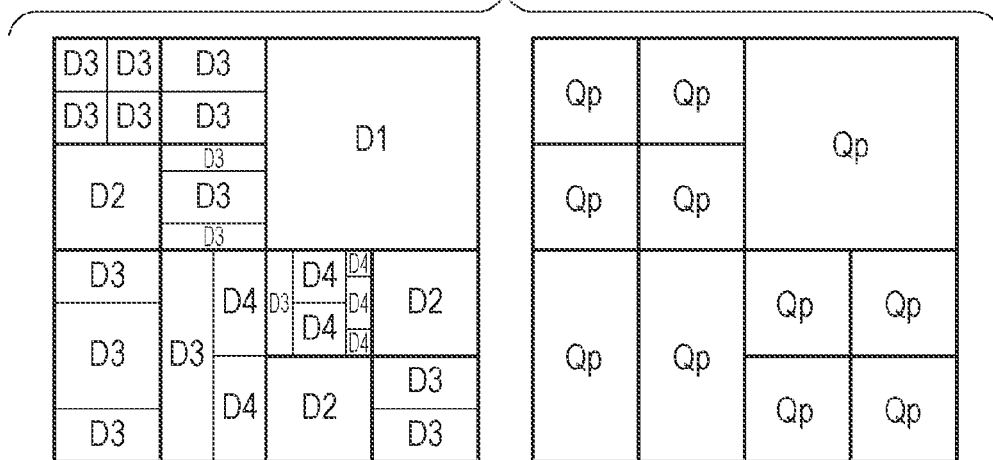 D3 D3 D3 Qp Qp
D3 D3 D3
D1 Qp
D3
D2 D3 Qp Qp
D3
D3 D4 D4 D4
D3 D4 D2 Qp Qp
D4
D3 D3 D4 D4 Qp Qp
D3
D4 D2 Qp Qp
D3 D3